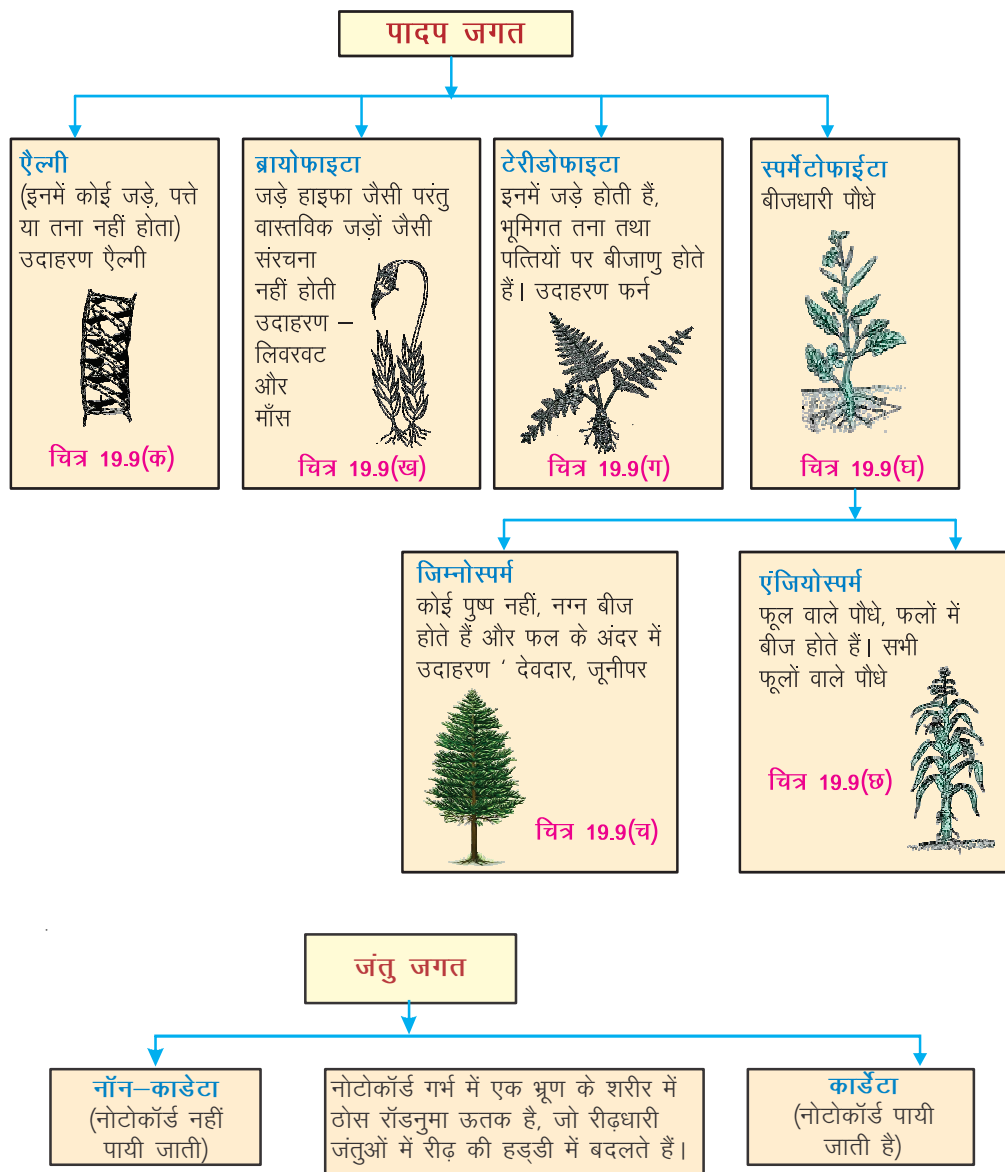 पादप जगत
ऐल्गी
(इनमें कोई जड़े, पत्ते
या तना नहीं होता)
उदाहरण ऐल्गी
चित्र 19.9(क)
ब्रायोफाइटा
जड़े हाइफा जैसी परंतु
वास्तविक जड़ों जैसी
संरचना
नहीं होती
उदाहरण –
लिवरवट
और
माँस
चित्र 19.9(ख)
टेरीडोफाइटा
इनमें जड़े होती हैं,
भूमिगत तना तथा
पत्तियों पर बीजाणु होते
हैं। उदाहरण फर्न
चित्र 19.9(ग)
स्पर्मेटोफाईटा
बीजधारी पौधे
चित्र 19.9(घ)
जिम्नोस्पर्म
कोई पुष्प नहीं, नग्न बीज
होते हैं और फल के अंदर में
उदाहरण ‘ देवदार, जूनीपर
चित्र 19.9(च)
एंजियोस्पर्म
फूल वाले पौधे, फलों में
बीज होते हैं। सभी
फूलों वाले पौधे
चित्र 19.9(छ)
जंतु जगत
नॉन–काडेटा
(नोटोकॉर्ड नहीं
पायी जाती)
नोटोकॉर्ड गर्भ में एक भ्रूण के शरीर में
ठोस रॉडनुमा ऊतक है, जो रीढ़धारी
जंतुओं में रीढ़ की हड्डी में बदलते हैं।
कार्डेटा
(नोटोकॉर्ड पायी
जाती है)